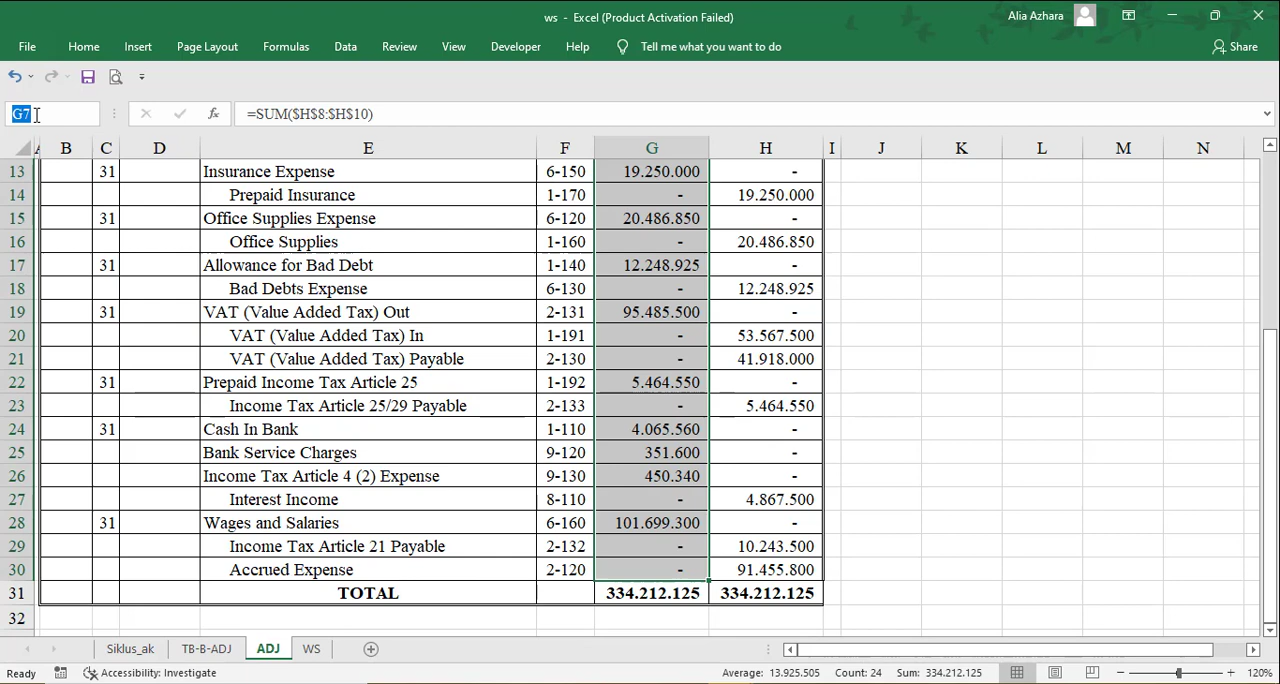 ws - Excel (Product Activation Failed)
Alia Azhara
File Home Insert Page Layout Formulas Data Review View Developer Help Tell me what you want to do Share
G7 fx =SUM($H$8:$H$10)
A B C D E F G H I J K L M N
13 31 Insurance Expense 6-150 19.250.000 -
14 Prepaid Insurance 1-170 - 19.250.000
15 31 Office Supplies Expense 6-120 20.486.850 -
16 Office Supplies 1-160 - 20.486.850
17 31 Allowance for Bad Debt 1-140 12.248.925 -
18 Bad Debts Expense 6-130 - 12.248.925
19 31 VAT (Value Added Tax) Out 2-131 95.485.500 -
20 VAT (Value Added Tax) In 1-191 - 53.567.500
21 VAT (Value Added Tax) Payable 2-130 - 41.918.000
22 31 Prepaid Income Tax Article 25 1-192 5.464.550 -
23 Income Tax Article 25/29 Payable 2-133 - 5.464.550
24 31 Cash In Bank 1-110 4.065.560 -
25 Bank Service Charges 9-120 351.600 -
26 Income Tax Article 4 (2) Expense 9-130 450.340 -
27 Interest Income 8-110 - 4.867.500
28 31 Wages and Salaries 6-160 101.699.300 -
29 Income Tax Article 21 Payable 2-132 - 10.243.500
30 Accrued Expense 2-120 - 91.455.800
31 TOTAL 334.212.125 334.212.125
32
Siklus_ak TB-B-ADJ ADJ WS
Ready Accessibility: Investigate Average: 13.925.505 Count: 24 Sum: 334.212.125 120%